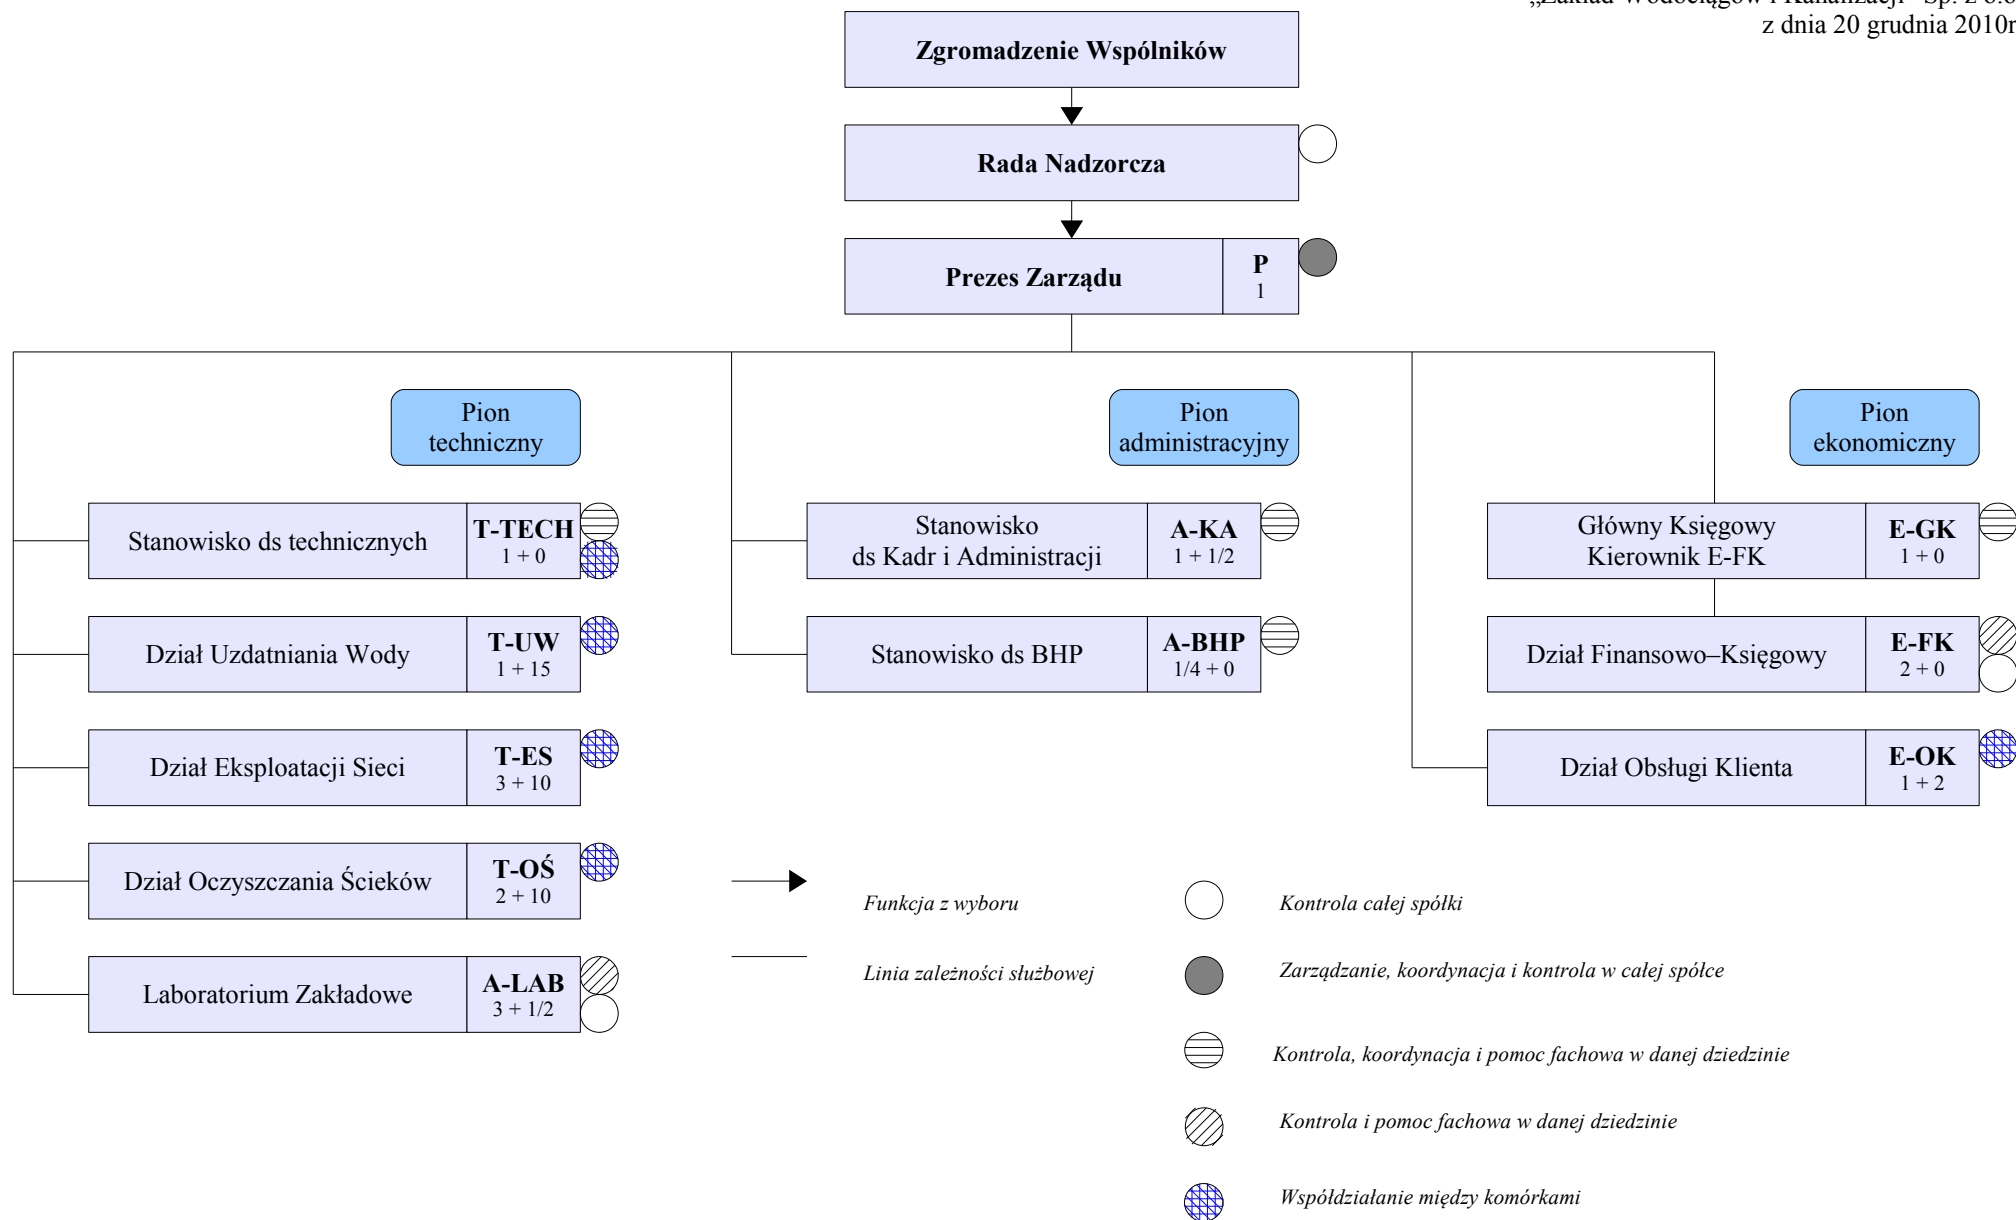 „Zakład Wodociągów i Kanalizacji” Sp. z o.o
z dnia 20 grudnia 2010r
Zgromadzenie Wspólników
Rada Nadzorcza
Prezes Zarządu
P
1
Pion
techniczny
Pion
administracyjny
Pion
ekonomiczny
Stanowisko ds technicznych
T-TECH
1 + 0
Stanowisko
ds Kadr i Administracji
A-KA
1 + 1/2
Główny Księgowy
Kierownik E-FK
E-GK
1 + 0
Dział Uzdatniania Wody
T-UW
1 + 15
Stanowisko ds BHP
A-BHP
1/4 + 0
Dział Finansowo–Księgowy
E-FK
2 + 0
Dział Eksploatacji Sieci
T-ES
3 + 10
Dział Obsługi Klienta
E-OK
1 + 2
Dział Oczyszczania Ścieków
T-OŚ
2 + 10
Laboratorium Zakładowe
A-LAB
3 + 1/2
Funkcja z wyboru
Linia zależności służbowej
Kontrola całej spółki
Zarządzanie, koordynacja i kontrola w całej spółce
Kontrola, koordynacja i pomoc fachowa w danej dziedzinie
Kontrola i pomoc fachowa w danej dziedzinie
Współdziałanie między komórkami